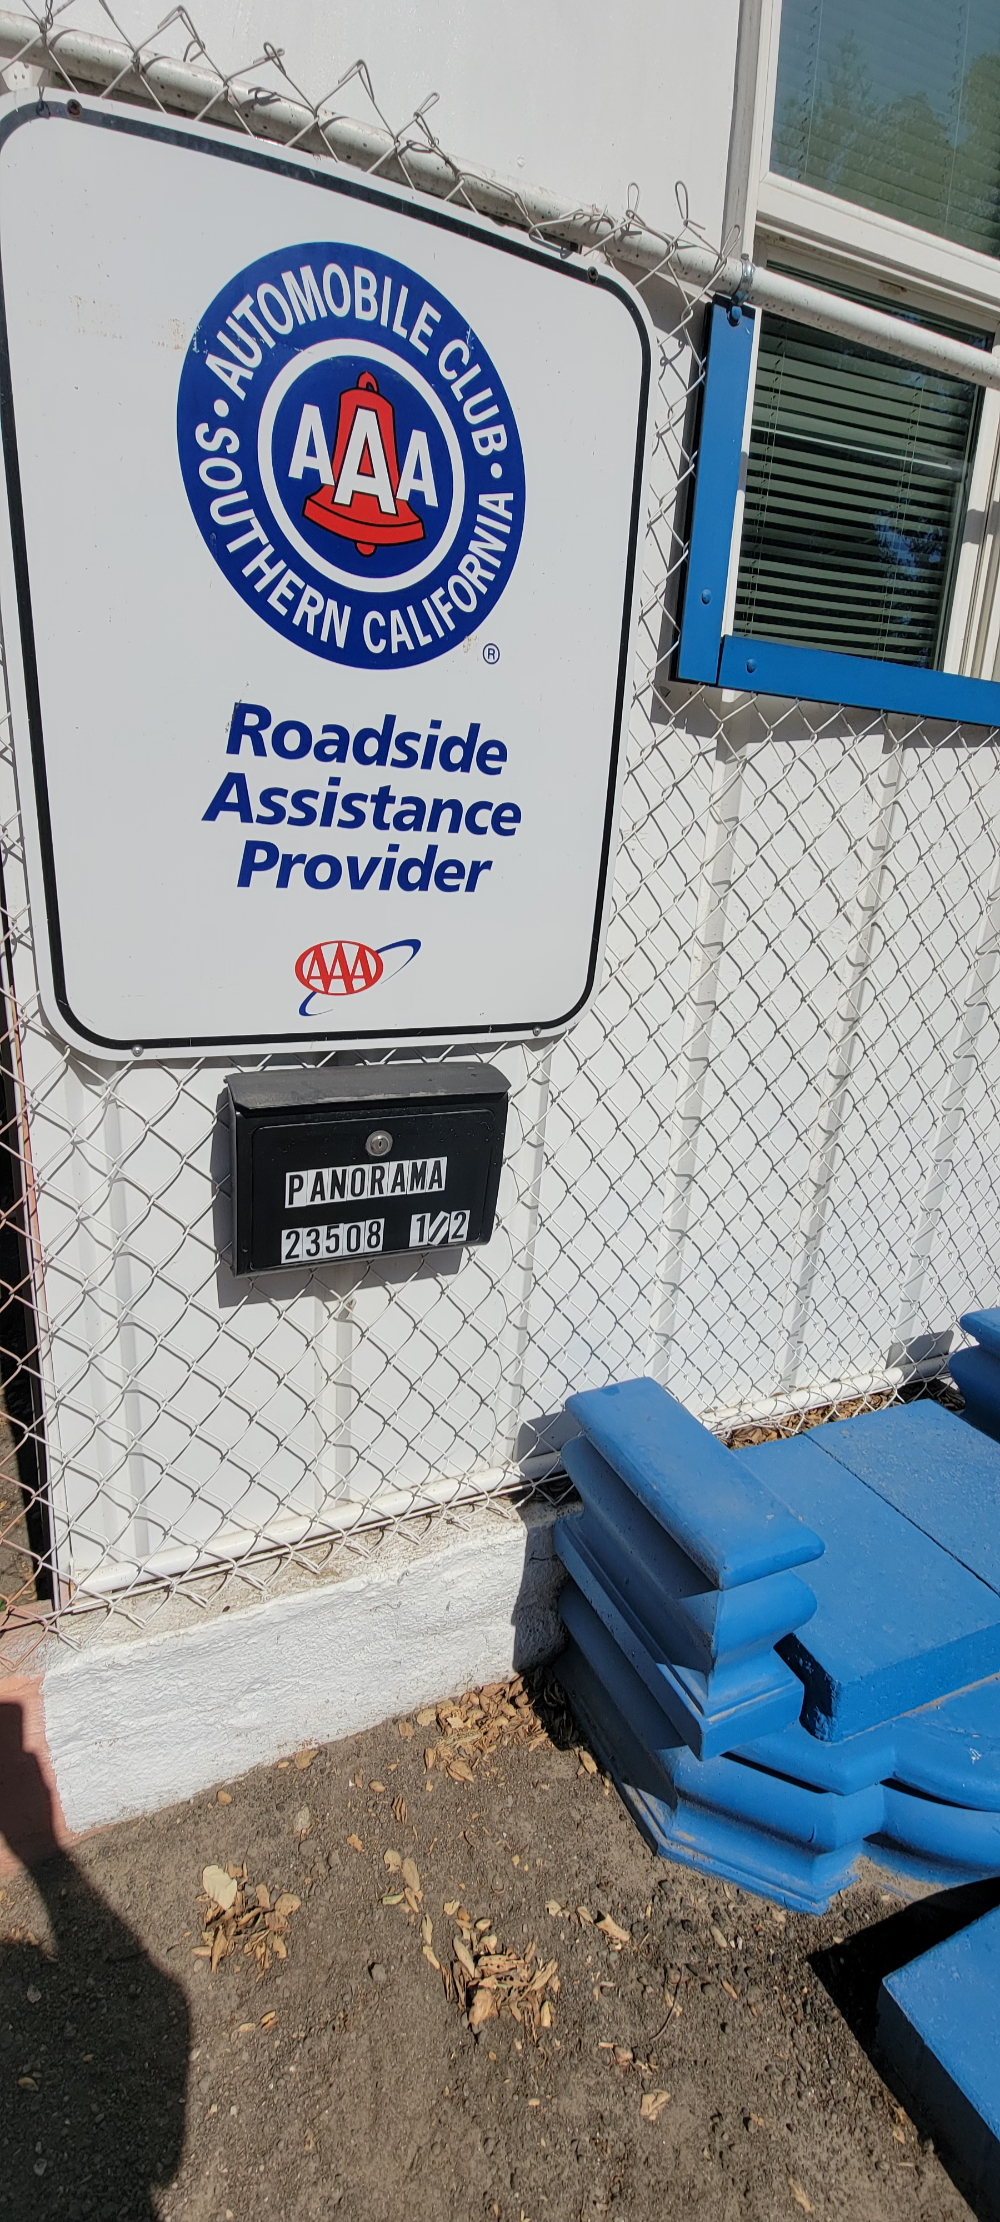 • AUTOMOBILE CLUB •
SOUTHERN CALIFORNIA
AAA
®
Roadside
Assistance
Provider
AAA
PANORAMA
23508 1/2